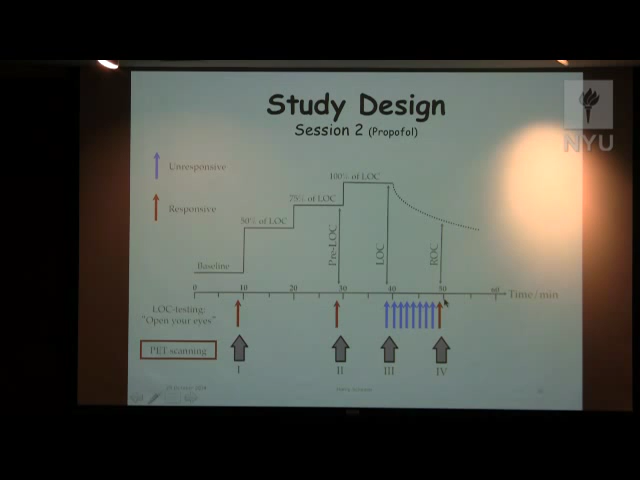 Study Design
Session 2 (Propofol)
NYU
Unresponsive
Responsive
100% of LOC
75% of LOC
50% of LOC
Baseline
Pre-LOC
LOC
ROC
0 10 20 30 40 50 60 Time/min
LOC-testing:
"Open your eyes"
PET scanning
I II III IV